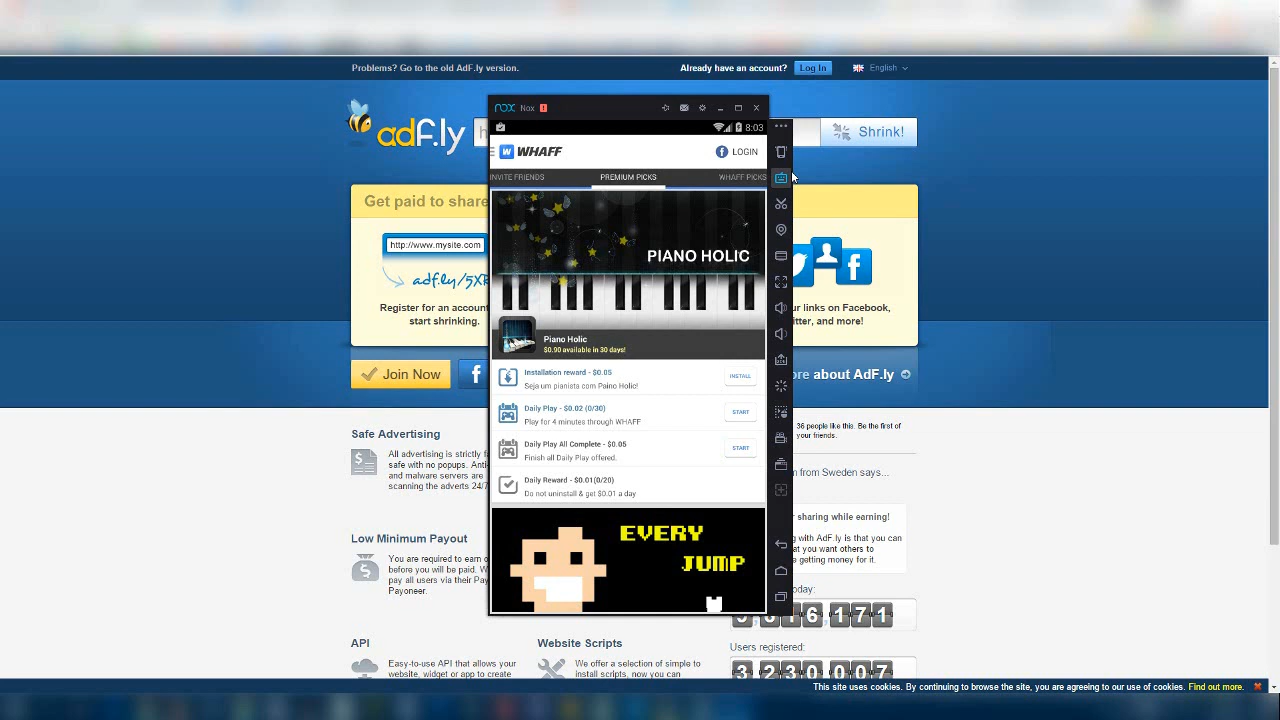 Problems? Go to the old AdF.ly version.
Already have an account? Log In
English
adf.ly
Shrink!
nox Nox
8:03
W WHAFF
f LOGIN
INVITE FRIENDS
PREMIUM PICKS
WHAFF PICKS
Get paid to share
http://www.mysite.com
adf.ly/5XR
Register for an account
start shrinking.
our links on Facebook,
tter, and more!
PIANO HOLIC
Piano Holic
$0.90 available in 30 days!
Installation reward - $0.05
Seja um pianista com Paino Holic!
INSTALL
Daily Play - $0.02 (0/30)
Play for 4 minutes through WHAFF
START
Daily Play All Complete - $0.05
Finish all Daily Play offered.
START
Daily Reward - $0.01(0/20)
Do not uninstall & get $0.01 a day
EVERY
JUMP
Join Now
f
ore about AdF.ly
36 people like this. Be the first of
your friends.
Safe Advertising
All advertising is strictly f
safe with no popups. Anti-
and malware servers are
scanning the adverts 24/7
m from Sweden says...
sharing while earning!
g with AdF.ly is that you can
that you want others to
e getting money for it.
Low Minimum Payout
You are required to earn o
before you will be paid. W
pay all users via their Pay
Payoneer.
oday:
816171
API
Easy-to-use API that allows your
website, widget or app to create
Website Scripts
We offer a selection of simple to
install scripts, now you can
Users registered:
3230007
This site uses cookies. By continuing to browse the site, you are agreeing to our use of cookies. Find out more.